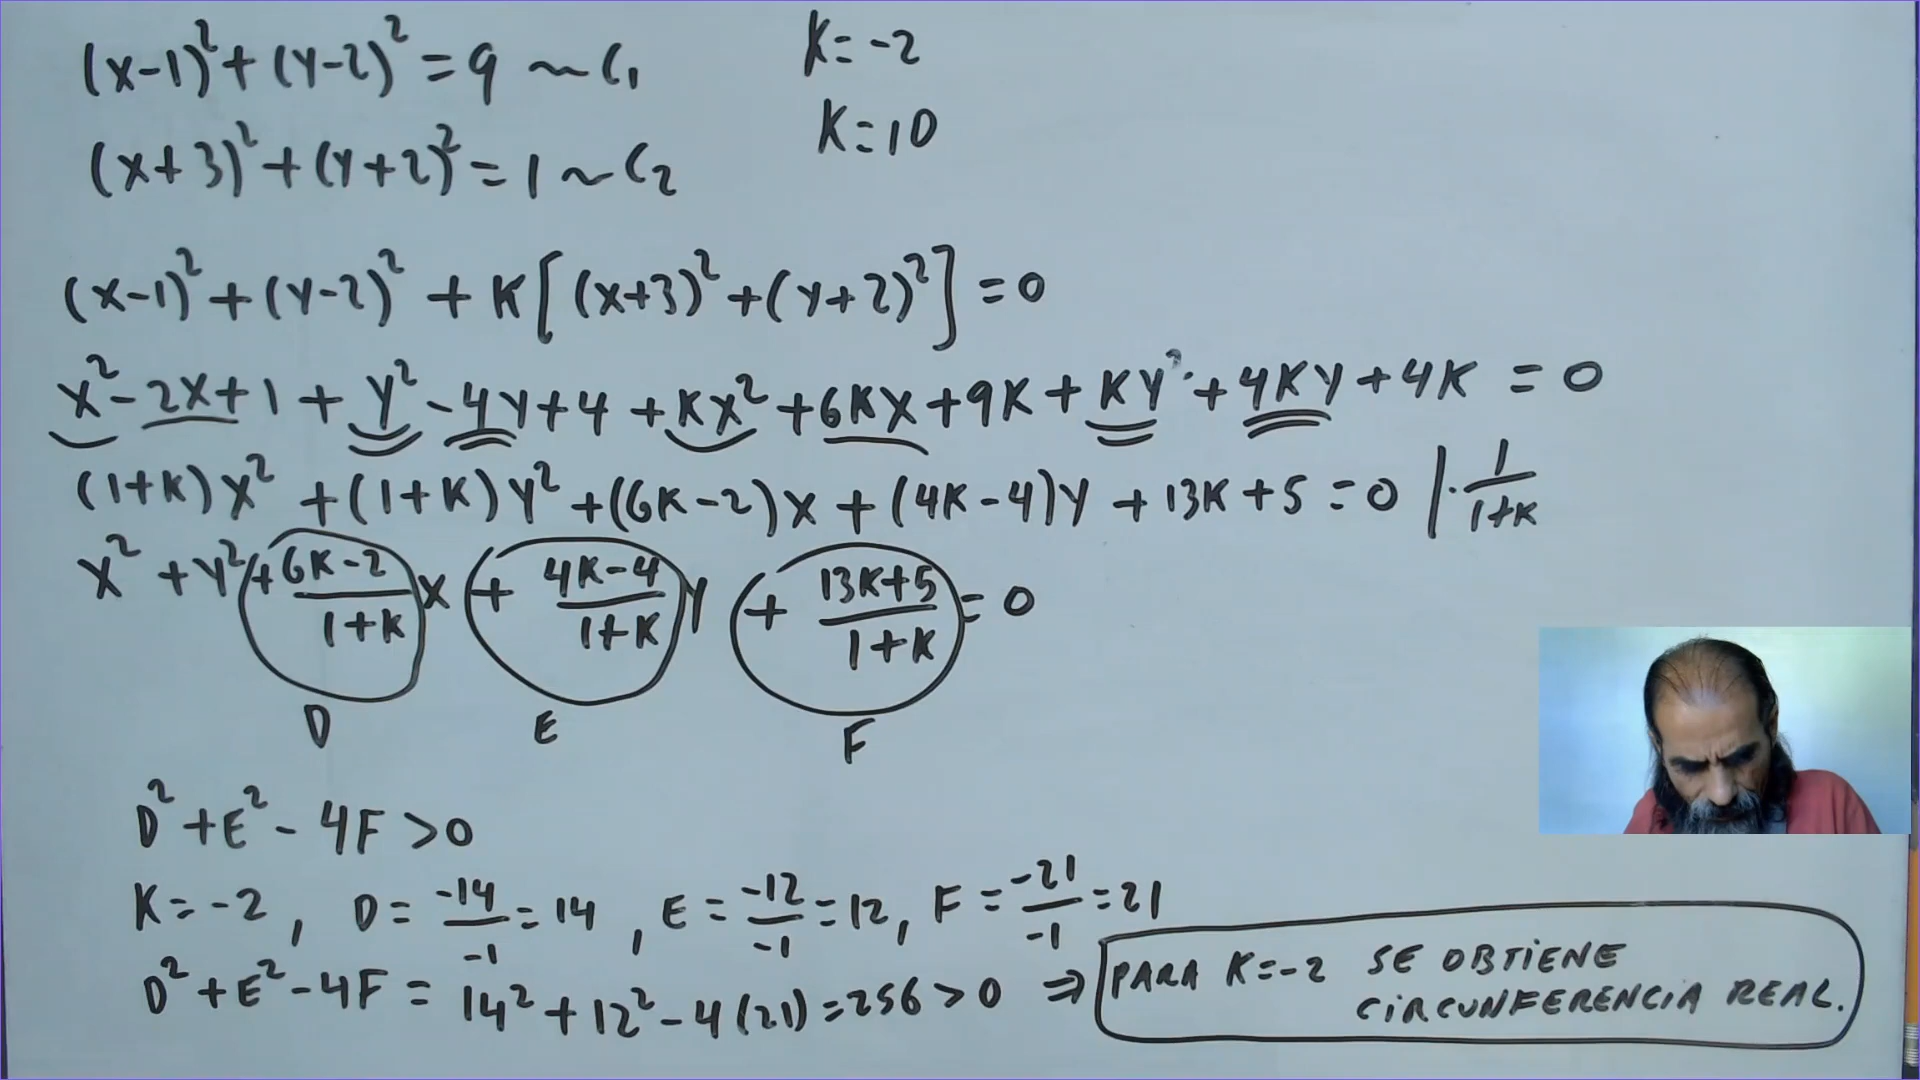 (x-1)²+(y-2)²=9 ~ C₁
K=-2
(x+3)²+(y+2)²=1 ~ C₂
K=10
(x-1)²+(y-2)² + K[(x+3)²+(y+2)²]=0
x²-2x+1+y²-4y+4+Kx²+6Kx+9K+Ky²+4Ky+4K=0
(1+K)x²+(1+K)y²+(6K-2)x+(4K-4)y+13K+5=0 |·1/(1+K)
x²+y²+(6K-2)/(1+K)x+(4K-4)/(1+K)y+(13K+5)/(1+K)=0
D E F
D²+E²-4F>0
K=-2, D=-14/-1=14, E=-12/-1=12, F=-21/-1=21
D²+E²-4F=14²+12²-4(21)=256>0 ⇒ PARA K=-2 SE OBTIENE
CIRCUNFERENCIA REAL.